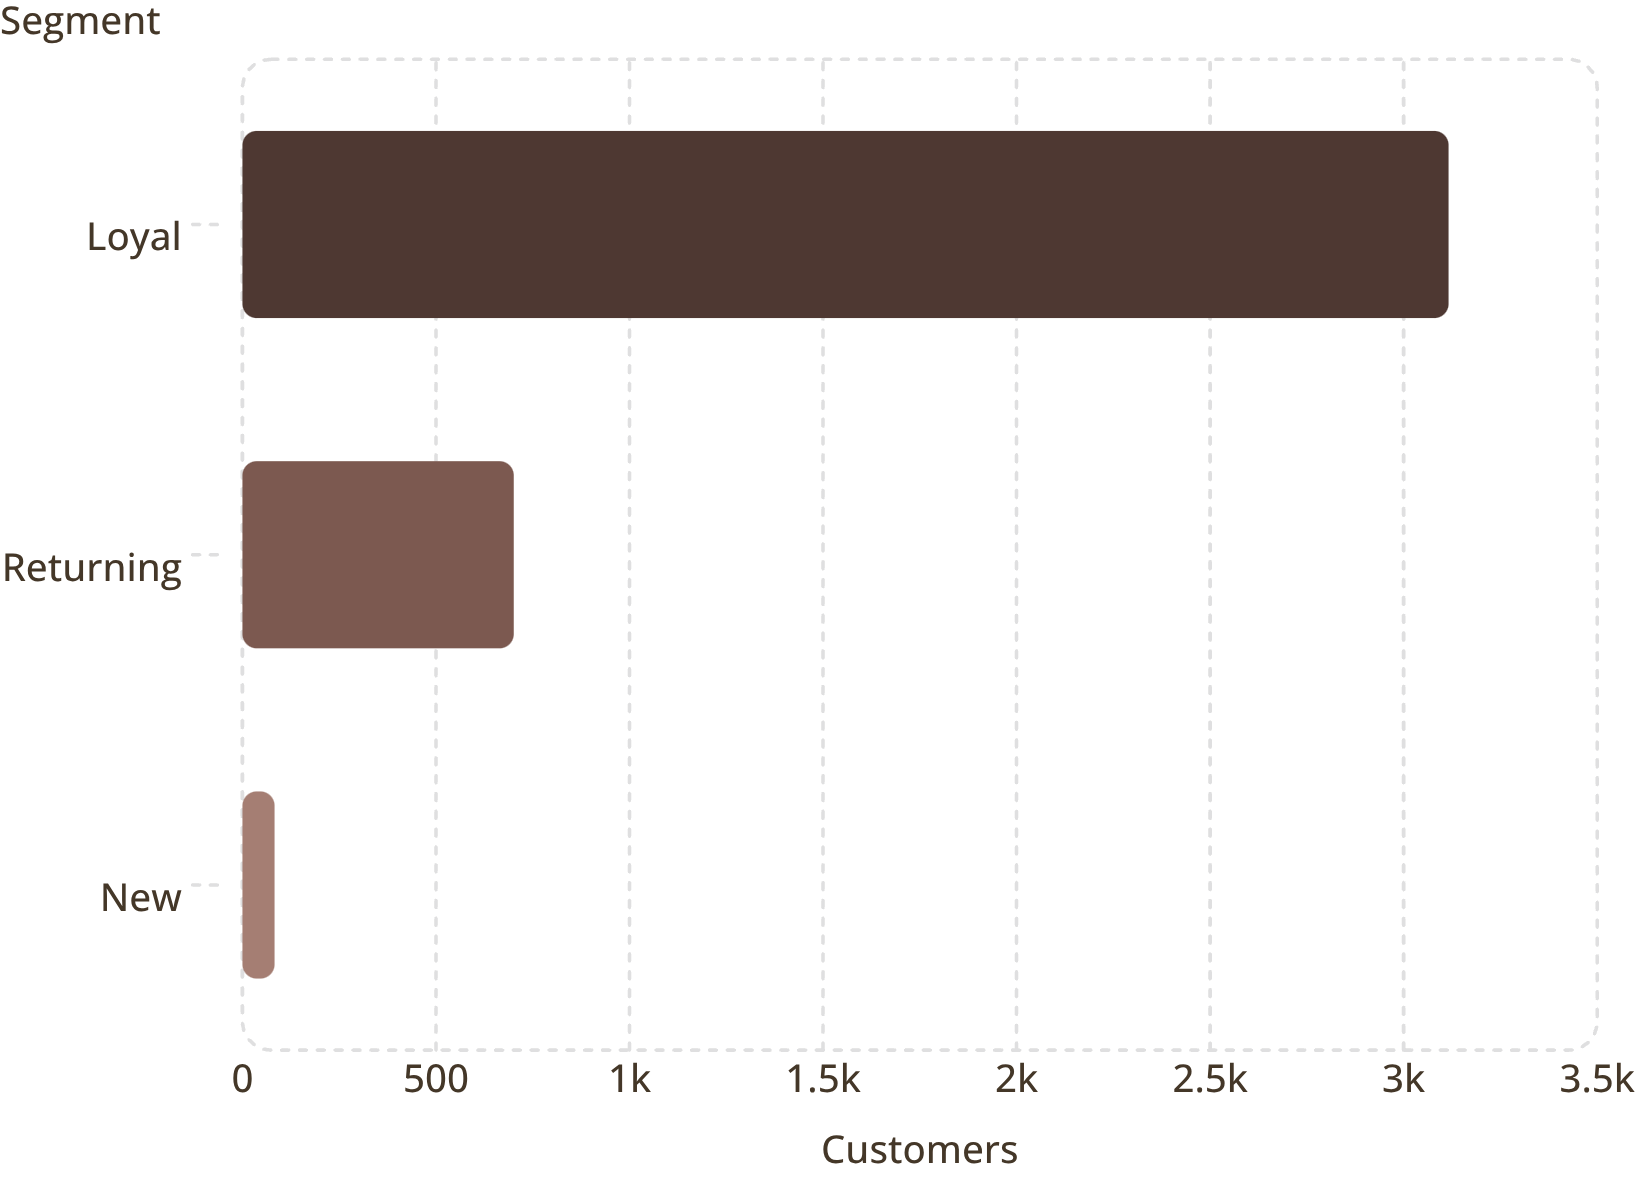 Segment
Loyal
Returning
New
0 500 1k 1.5k 2k 2.5k 3k 3.5k
Customers